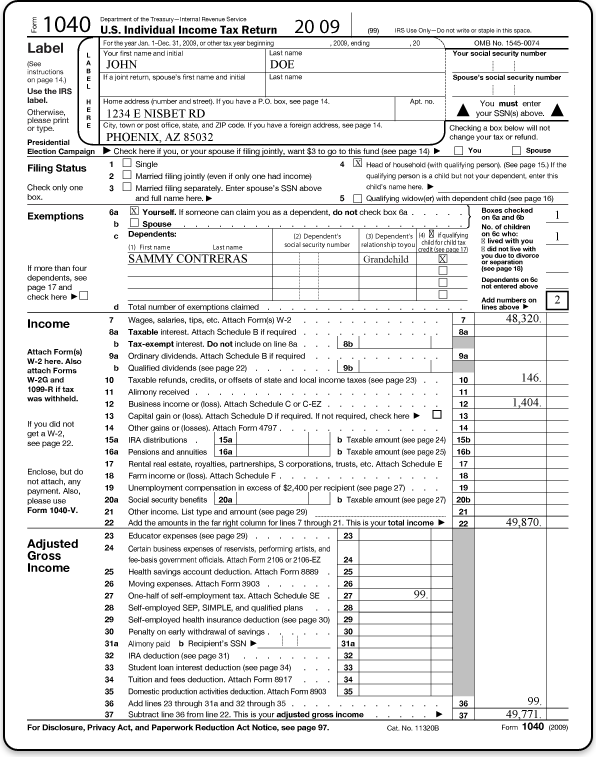 Form 1040 Department of the Treasury—Internal Revenue Service
U.S. Individual Income Tax Return 2009 (99) IRS Use Only—Do not write or staple in this space.
For the year Jan. 1–Dec. 31, 2009, or other tax year beginning , 2009, ending , 20 OMB No. 1545-0074
Label
(See instructions on page 14.)
Use the IRS label.
Otherwise, please print or type.
LABEL HERE
Your first name and initial Last name Your social security number
JOHN DOE
If a joint return, spouse's first name and initial Last name Spouse's social security number
Home address (number and street). If you have a P.O. box, see page 14. Apt. no.
1234 E NISBET RD
▲ You must enter your SSN(s) above. ▲
City, town or post office, state, and ZIP code. If you have a foreign address, see page 14.
PHOENIX, AZ 85032
Checking a box below will not change your tax or refund.
Presidential Election Campaign ▶ Check here if you, or your spouse if filing jointly, want $3 to go to this fund (see page 14) ▶ You Spouse
Filing Status
Check only one box.
1 Single
2 Married filing jointly (even if only one had income)
3 Married filing separately. Enter spouse's SSN above and full name here. ▶
4 X Head of household (with qualifying person). (See page 15.) If the qualifying person is a child but not your dependent, enter this child's name here. ▶
5 Qualifying widow(er) with dependent child (see page 16)
Exemptions
6a X Yourself. If someone can claim you as a dependent, do not check box 6a
b Spouse
Boxes checked on 6a and 6b 1
c Dependents:
(1) First name Last name
(2) Dependent's social security number
(3) Dependent's relationship to you
(4) X if qualifying child for child tax credit (see page 17)
SAMMY CONTRERAS Grandchild X
No. of children on 6c who:
lived with you 1
did not live with you due to divorce or separation (see page 18)
Dependents on 6c not entered above
If more than four dependents, see page 17 and check here ▶
d Total number of exemptions claimed
Add numbers on lines above ▶ 2
Income
Attach Form(s) W-2 here. Also attach Forms W-2G and 1099-R if tax was withheld.
If you did not get a W-2, see page 22.
Enclose, but do not attach, any payment. Also, please use Form 1040-V.
7 Wages, salaries, tips, etc. Attach Form(s) W-2 7 48,320.
8a Taxable interest. Attach Schedule B if required 8a
b Tax-exempt interest. Do not include on line 8a 8b
9a Ordinary dividends. Attach Schedule B if required 9a
b Qualified dividends (see page 22) 9b
10 Taxable refunds, credits, or offsets of state and local income taxes (see page 23) 10 146.
11 Alimony received 11
12 Business income or (loss). Attach Schedule C or C-EZ 12 1,404.
13 Capital gain or (loss). Attach Schedule D if required. If not required, check here ▶ 13
14 Other gains or (losses). Attach Form 4797 14
15a IRA distributions 15a b Taxable amount (see page 24) 15b
16a Pensions and annuities 16a b Taxable amount (see page 25) 16b
17 Rental real estate, royalties, partnerships, S corporations, trusts, etc. Attach Schedule E 17
18 Farm income or (loss). Attach Schedule F 18
19 Unemployment compensation in excess of $2,400 per recipient (see page 27) 19
20a Social security benefits 20a b Taxable amount (see page 27) 20b
21 Other income. List type and amount (see page 29) 21
22 Add the amounts in the far right column for lines 7 through 21. This is your total income ▶ 22 49,870.
Adjusted Gross Income
23 Educator expenses (see page 29) 23
24 Certain business expenses of reservists, performing artists, and fee-basis government officials. Attach Form 2106 or 2106-EZ 24
25 Health savings account deduction. Attach Form 8889 25
26 Moving expenses. Attach Form 3903 26
27 One-half of self-employment tax. Attach Schedule SE 27 99.
28 Self-employed SEP, SIMPLE, and qualified plans 28
29 Self-employed health insurance deduction (see page 30) 29
30 Penalty on early withdrawal of savings 30
31a Alimony paid b Recipient's SSN ▶ 31a
32 IRA deduction (see page 31) 32
33 Student loan interest deduction (see page 34) 33
34 Tuition and fees deduction. Attach Form 8917 34
35 Domestic production activities deduction. Attach Form 8903 35
36 Add lines 23 through 31a and 32 through 35 36 99.
37 Subtract line 36 from line 22. This is your adjusted gross income ▶ 37 49,771.
For Disclosure, Privacy Act, and Paperwork Reduction Act Notice, see page 97. Cat. No. 11320B Form 1040 (2009)